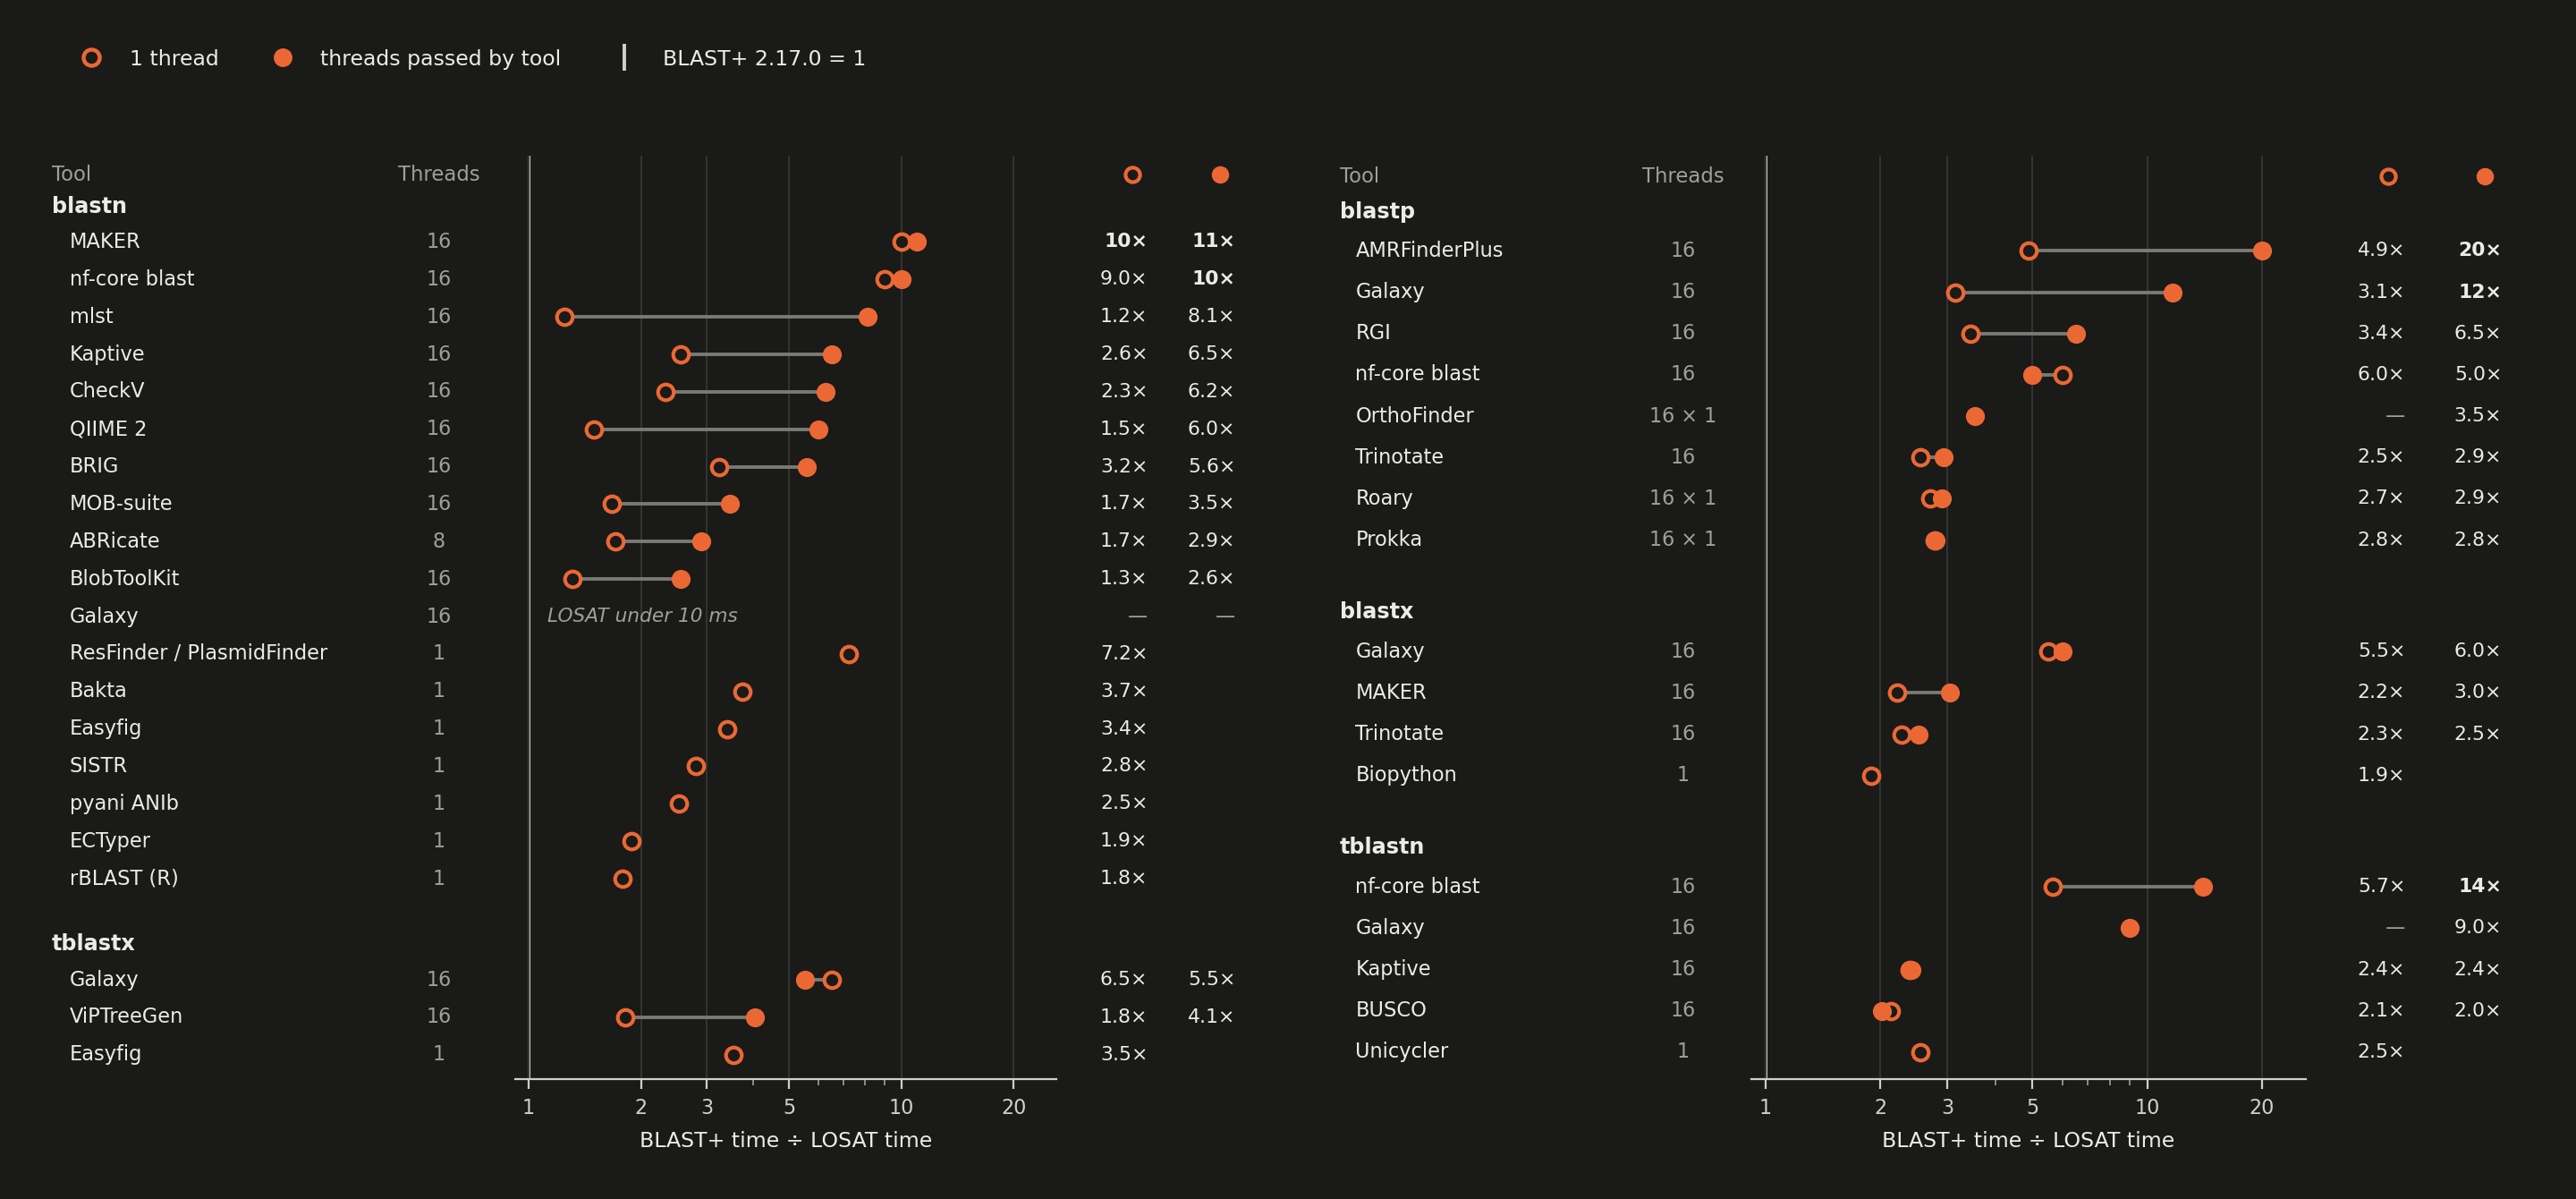 1 thread threads passed by tool BLAST+ 2.17.0 = 1
Tool Threads
blastn
MAKER 16 10× 11×
nf-core blast 16 9.0× 10×
mlst 16 1.2× 8.1×
Kaptive 16 2.6× 6.5×
CheckV 16 2.3× 6.2×
QIIME 2 16 1.5× 6.0×
BRIG 16 3.2× 5.6×
MOB-suite 16 1.7× 3.5×
ABRicate 8 1.7× 2.9×
BlobToolKit 16 1.3× 2.6×
Galaxy 16 LOSAT under 10 ms — —
ResFinder / PlasmidFinder 1 7.2×
Bakta 1 3.7×
Easyfig 1 3.4×
SISTR 1 2.8×
pyani ANIb 1 2.5×
ECTyper 1 1.9×
rBLAST (R) 1 1.8×
tblastx
Galaxy 16 6.5× 5.5×
ViPTreeGen 16 1.8× 4.1×
Easyfig 1 3.5×
1 2 3 5 10 20
BLAST+ time ÷ LOSAT time
Tool Threads
blastp
AMRFinderPlus 16 4.9× 20×
Galaxy 16 3.1× 12×
RGI 16 3.4× 6.5×
nf-core blast 16 6.0× 5.0×
OrthoFinder 16 × 1 — 3.5×
Trinotate 16 2.5× 2.9×
Roary 16 × 1 2.7× 2.9×
Prokka 16 × 1 2.8× 2.8×
blastx
Galaxy 16 5.5× 6.0×
MAKER 16 2.2× 3.0×
Trinotate 16 2.3× 2.5×
Biopython 1 1.9×
tblastn
nf-core blast 16 5.7× 14×
Galaxy 16 — 9.0×
Kaptive 16 2.4× 2.4×
BUSCO 16 2.1× 2.0×
Unicycler 1 2.5×
1 2 3 5 10 20
BLAST+ time ÷ LOSAT time